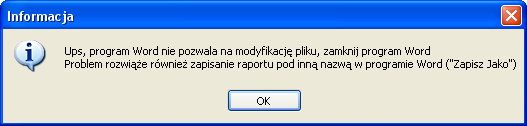 Informacja
Ups, program Word nie pozwala na modyfikację pliku, zamknij program Word
Problem rozwiąże również zapisanie raportu pod inną nazwą w programie Word ("Zapisz Jako")
OK